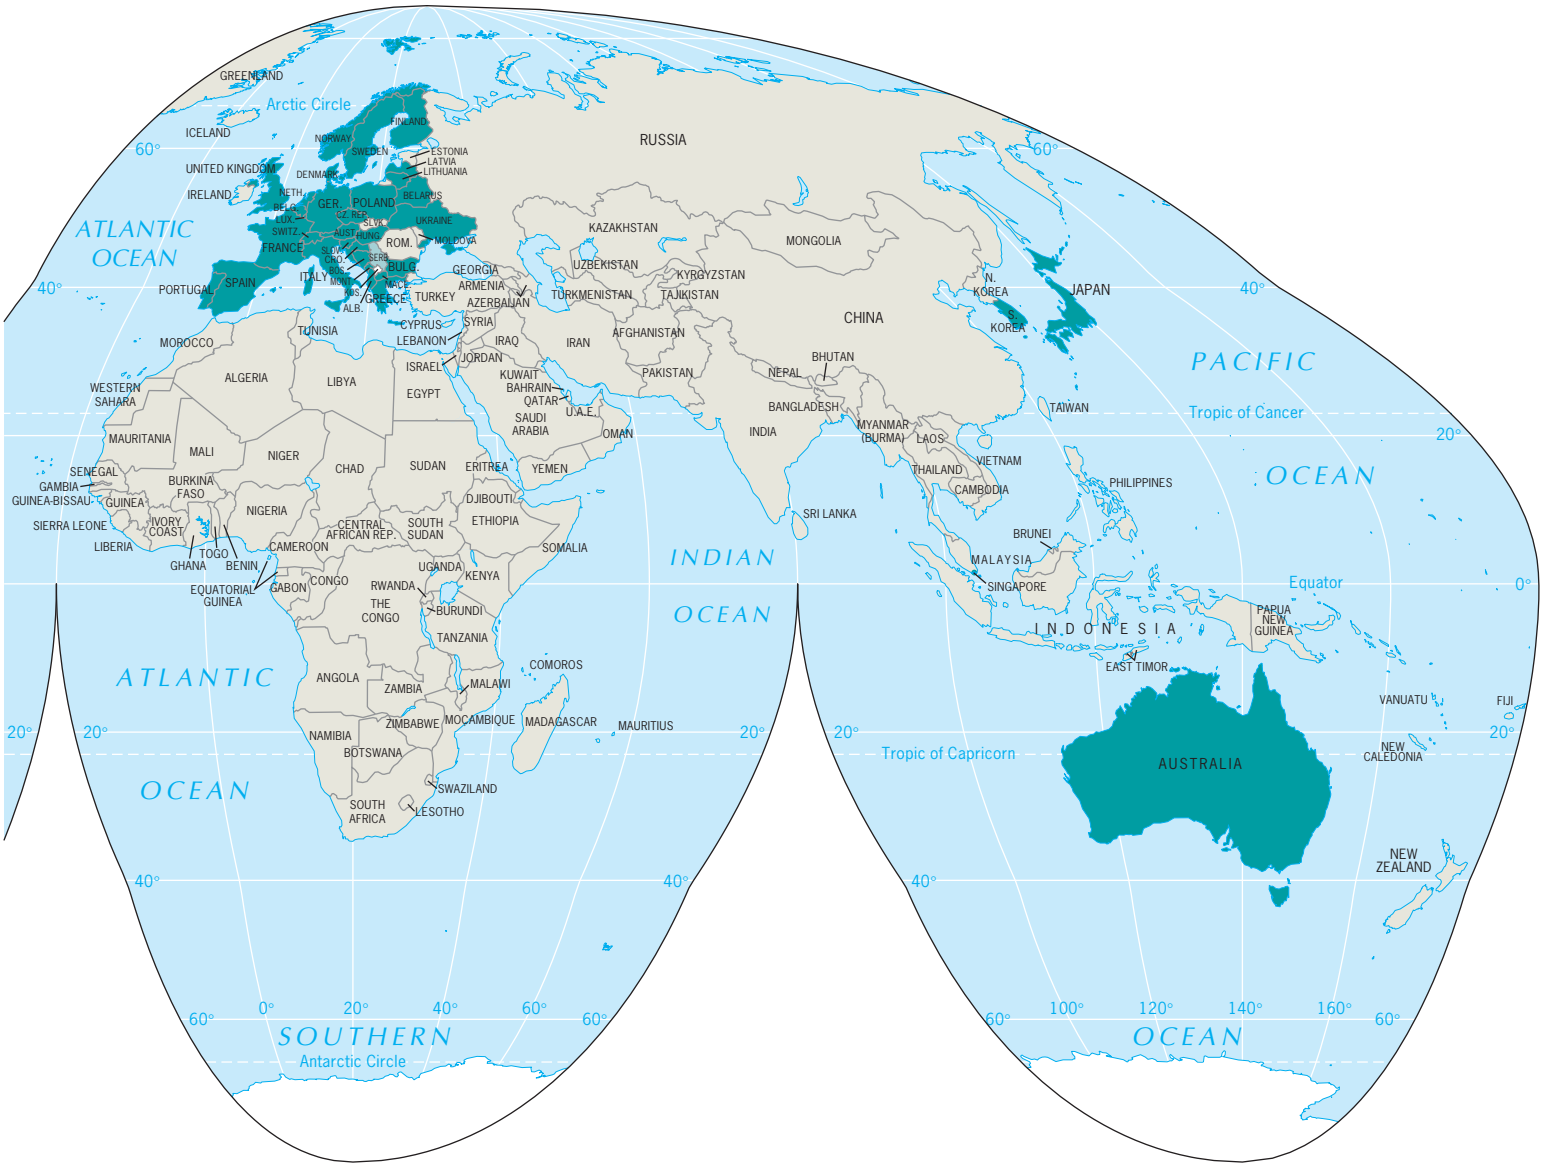 GREENLAND
Arctic Circle
ICELAND
60°
60°
RUSSIA
FINLAND
NORWAY
SWEDEN
ESTONIA
LATVIA
LITHUANIA
UNITED KINGDOM
DENMARK
IRELAND
NETH.
GER.
POLAND
BELARUS
BELG.
LUX.
CZ. REP.
SLVK.
UKRAINE
SWITZ.
AUST.
HUNG.
MOLDOVA
FRANCE
SLOV.
CRO.
ROM.
BOS.
SERB.
BULG.
ITALY
MONT.
KOS.
MACE.
ALB.
GREECE
PORTUGAL
SPAIN
ATLANTIC
OCEAN
40°
40°
KAZAKHSTAN
MONGOLIA
GEORGIA
ARMENIA
AZERBAIJAN
UZBEKISTAN
KYRGYZSTAN
TURKMENISTAN
TAJIKISTAN
TURKEY
CYPRUS
SYRIA
LEBANON
ISRAEL
JORDAN
IRAQ
IRAN
AFGHANISTAN
CHINA
N.
KOREA
S.
KOREA
JAPAN
TUNISIA
MOROCCO
ALGERIA
LIBYA
EGYPT
KUWAIT
BAHRAIN
QATAR
U.A.E.
SAUDI
ARABIA
OMAN
YEMEN
PAKISTAN
NEPAL
BHUTAN
BANGLADESH
INDIA
MYANMAR
(BURMA)
LAOS
THAILAND
VIETNAM
CAMBODIA
TAIWAN
PACIFIC
OCEAN
Tropic of Cancer
20°
WESTERN
SAHARA
MAURITANIA
MALI
NIGER
CHAD
SUDAN
ERITREA
SENEGAL
GAMBIA
GUINEA-BISSAU
GUINEA
BURKINA
FASO
SIERRA LEONE
IVORY
COAST
LIBERIA
GHANA
TOGO
BENIN
NIGERIA
CAMEROON
CENTRAL
AFRICAN REP.
SOUTH
SUDAN
DJIBOUTI
ETHIOPIA
SOMALIA
EQUATORIAL
GUINEA
GABON
CONGO
THE
CONGO
UGANDA
KENYA
RWANDA
BURUNDI
TANZANIA
SRI LANKA
PHILIPPINES
BRUNEI
MALAYSIA
SINGAPORE
INDONESIA
EAST TIMOR
PAPUA
NEW
GUINEA
Equator
0°
INDIAN
OCEAN
ATLANTIC
OCEAN
ANGOLA
ZAMBIA
MALAWI
COMOROS
ZIMBABWE
MOCAMBIQUE
MADAGASCAR
MAURITIUS
NAMIBIA
BOTSWANA
SWAZILAND
LESOTHO
SOUTH
AFRICA
20°
20°
20°
20°
20°
Tropic of Capricorn
AUSTRALIA
VANUATU
FIJI
NEW
CALEDONIA
NEW
ZEALAND
40°
40°
40°
0°
20°
40°
60°
60°
60°
SOUTHERN
Antarctic Circle
60°
100°
120°
140°
160°
60°
OCEAN